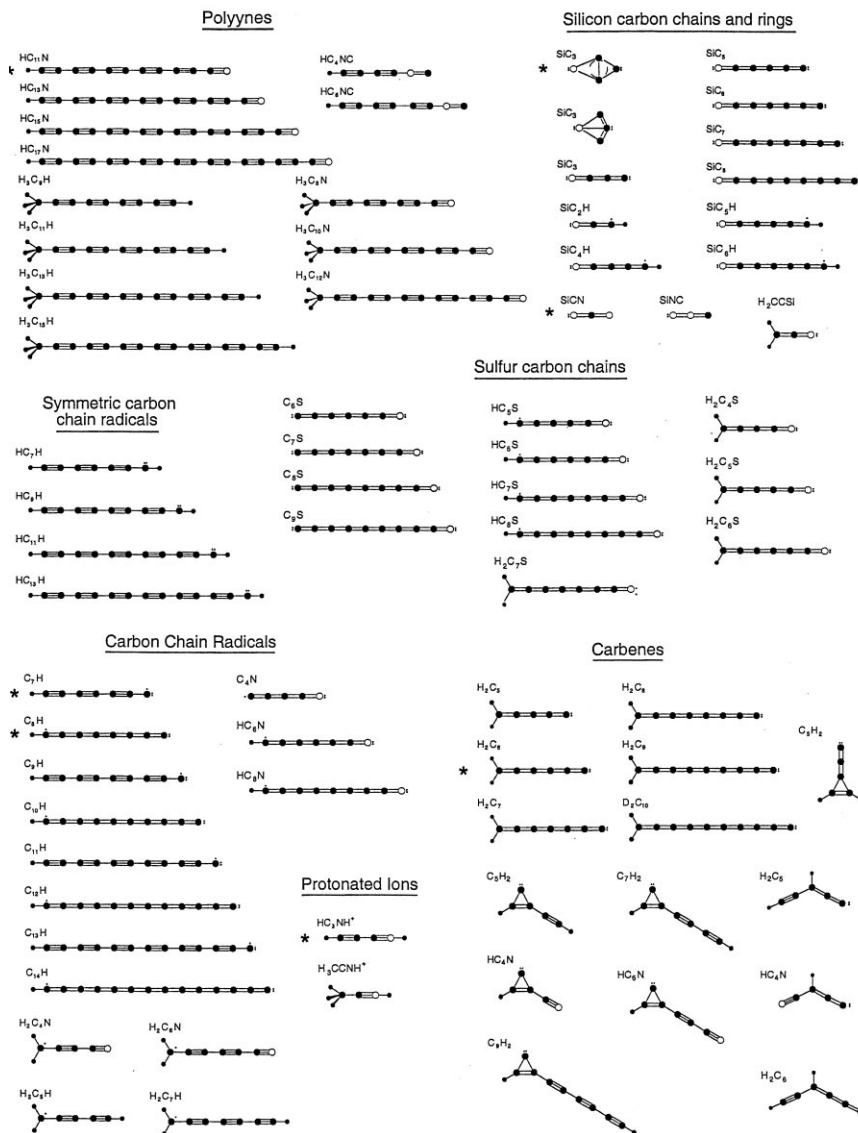 Polyynes
HC₁₁N
*
HC₁₃N
HC₁₅N
HC₁₇N
HC₄NC
HC₆NC
H₃C₉H
H₃C₁₁H
H₃C₁₃H
H₃C₁₅H
H₃C₈N
H₃C₁₀N
H₃C₁₂N
Silicon carbon chains and rings
SiC₃
*
SiC₃
SiC₃
SiC₂H
SiC₄H
SiC₅
SiC₆
SiC₇
SiC₈
SiC₅H
SiC₆H
* SiCN
SiNC
H₂CCSi
Symmetric carbon
chain radicals
HC₇H
HC₉H
HC₁₁H
HC₁₃H
Sulfur carbon chains
C₆S
C₇S
C₈S
C₉S
HC₅S
HC₆S
HC₇S
HC₈S
H₂C₇S
H₂C₄S
H₂C₅S
H₂C₆S
Carbon Chain Radicals
C₇H
*
C₈H
*
C₉H
C₁₀H
C₁₁H
C₁₂H
C₁₃H
C₁₄H
H₂C₄N
H₂C₆N
H₂C₅H
H₂C₇H
C₄N
HC₆N
HC₈N
Protonated Ions
HC₃NH⁺
*
H₃CCNH⁺
Carbenes
H₂C₅
H₂C₈
H₂C₆
*
H₂C₉
H₂C₇
D₂C₁₀
C₅H₂
C₅H₂
C₇H₂
H₂C₅
HC₄N
HC₆N
HC₄N
C₉H₂
H₂C₆